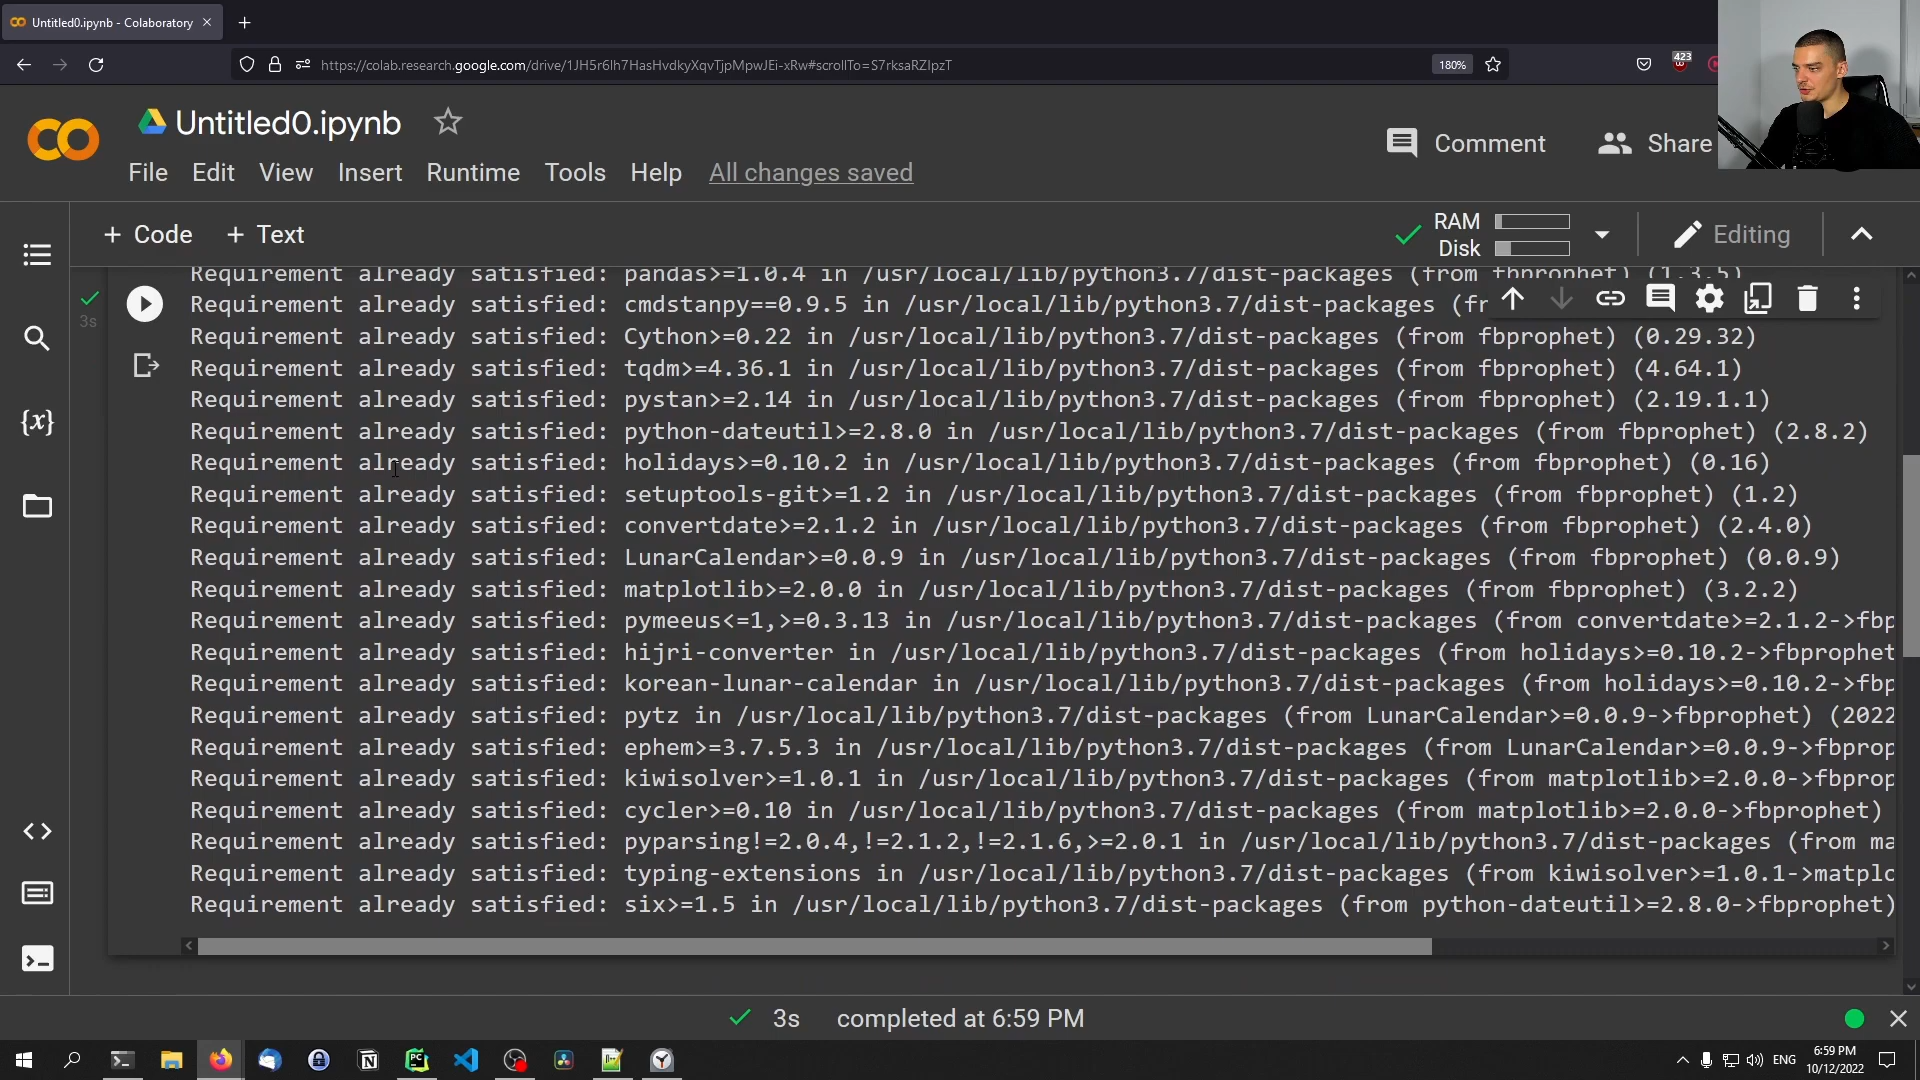 Untitled0.ipynb - Colaboratory
https://colab.research.google.com/drive/1JH5r6lh7HasHvdkyXqvTjpMpwJEi-xRw#scrollTo=S7rksaRZIpzT
180%
423
Untitled0.ipynb
Comment
Share
File Edit View Insert Runtime Tools Help All changes saved
+ Code + Text
RAM
Disk
Editing
Requirement already satisfied: pandas>=1.0.4 in /usr/local/lib/python3.7/dist-packages (from fbprophet) (1.3.5)
3s
Requirement already satisfied: cmdstanpy==0.9.5 in /usr/local/lib/python3.7/dist-packages (fr
Requirement already satisfied: Cython>=0.22 in /usr/local/lib/python3.7/dist-packages (from fbprophet) (0.29.32)
{x}
Requirement already satisfied: tqdm>=4.36.1 in /usr/local/lib/python3.7/dist-packages (from fbprophet) (4.64.1)
Requirement already satisfied: pystan>=2.14 in /usr/local/lib/python3.7/dist-packages (from fbprophet) (2.19.1.1)
Requirement already satisfied: python-dateutil>=2.8.0 in /usr/local/lib/python3.7/dist-packages (from fbprophet) (2.8.2)
Requirement already satisfied: holidays>=0.10.2 in /usr/local/lib/python3.7/dist-packages (from fbprophet) (0.16)
Requirement already satisfied: setuptools-git>=1.2 in /usr/local/lib/python3.7/dist-packages (from fbprophet) (1.2)
Requirement already satisfied: convertdate>=2.1.2 in /usr/local/lib/python3.7/dist-packages (from fbprophet) (2.4.0)
Requirement already satisfied: LunarCalendar>=0.0.9 in /usr/local/lib/python3.7/dist-packages (from fbprophet) (0.0.9)
Requirement already satisfied: matplotlib>=2.0.0 in /usr/local/lib/python3.7/dist-packages (from fbprophet) (3.2.2)
Requirement already satisfied: pymeeus<=1,>=0.3.13 in /usr/local/lib/python3.7/dist-packages (from convertdate>=2.1.2->fbp
Requirement already satisfied: hijri-converter in /usr/local/lib/python3.7/dist-packages (from holidays>=0.10.2->fbprophet
Requirement already satisfied: korean-lunar-calendar in /usr/local/lib/python3.7/dist-packages (from holidays>=0.10.2->fbp
Requirement already satisfied: pytz in /usr/local/lib/python3.7/dist-packages (from LunarCalendar>=0.0.9->fbprophet) (2022
Requirement already satisfied: ephem>=3.7.5.3 in /usr/local/lib/python3.7/dist-packages (from LunarCalendar>=0.0.9->fbprop
Requirement already satisfied: kiwisolver>=1.0.1 in /usr/local/lib/python3.7/dist-packages (from matplotlib>=2.0.0->fbprop
Requirement already satisfied: cycler>=0.10 in /usr/local/lib/python3.7/dist-packages (from matplotlib>=2.0.0->fbprophet)
Requirement already satisfied: pyparsing!=2.0.4,!=2.1.2,!=2.1.6,>=2.0.1 in /usr/local/lib/python3.7/dist-packages (from ma
Requirement already satisfied: typing-extensions in /usr/local/lib/python3.7/dist-packages (from kiwisolver>=1.0.1->matplo
Requirement already satisfied: six>=1.5 in /usr/local/lib/python3.7/dist-packages (from python-dateutil>=2.8.0->fbprophet)
3s completed at 6:59 PM
ENG
6:59 PM
10/12/2022